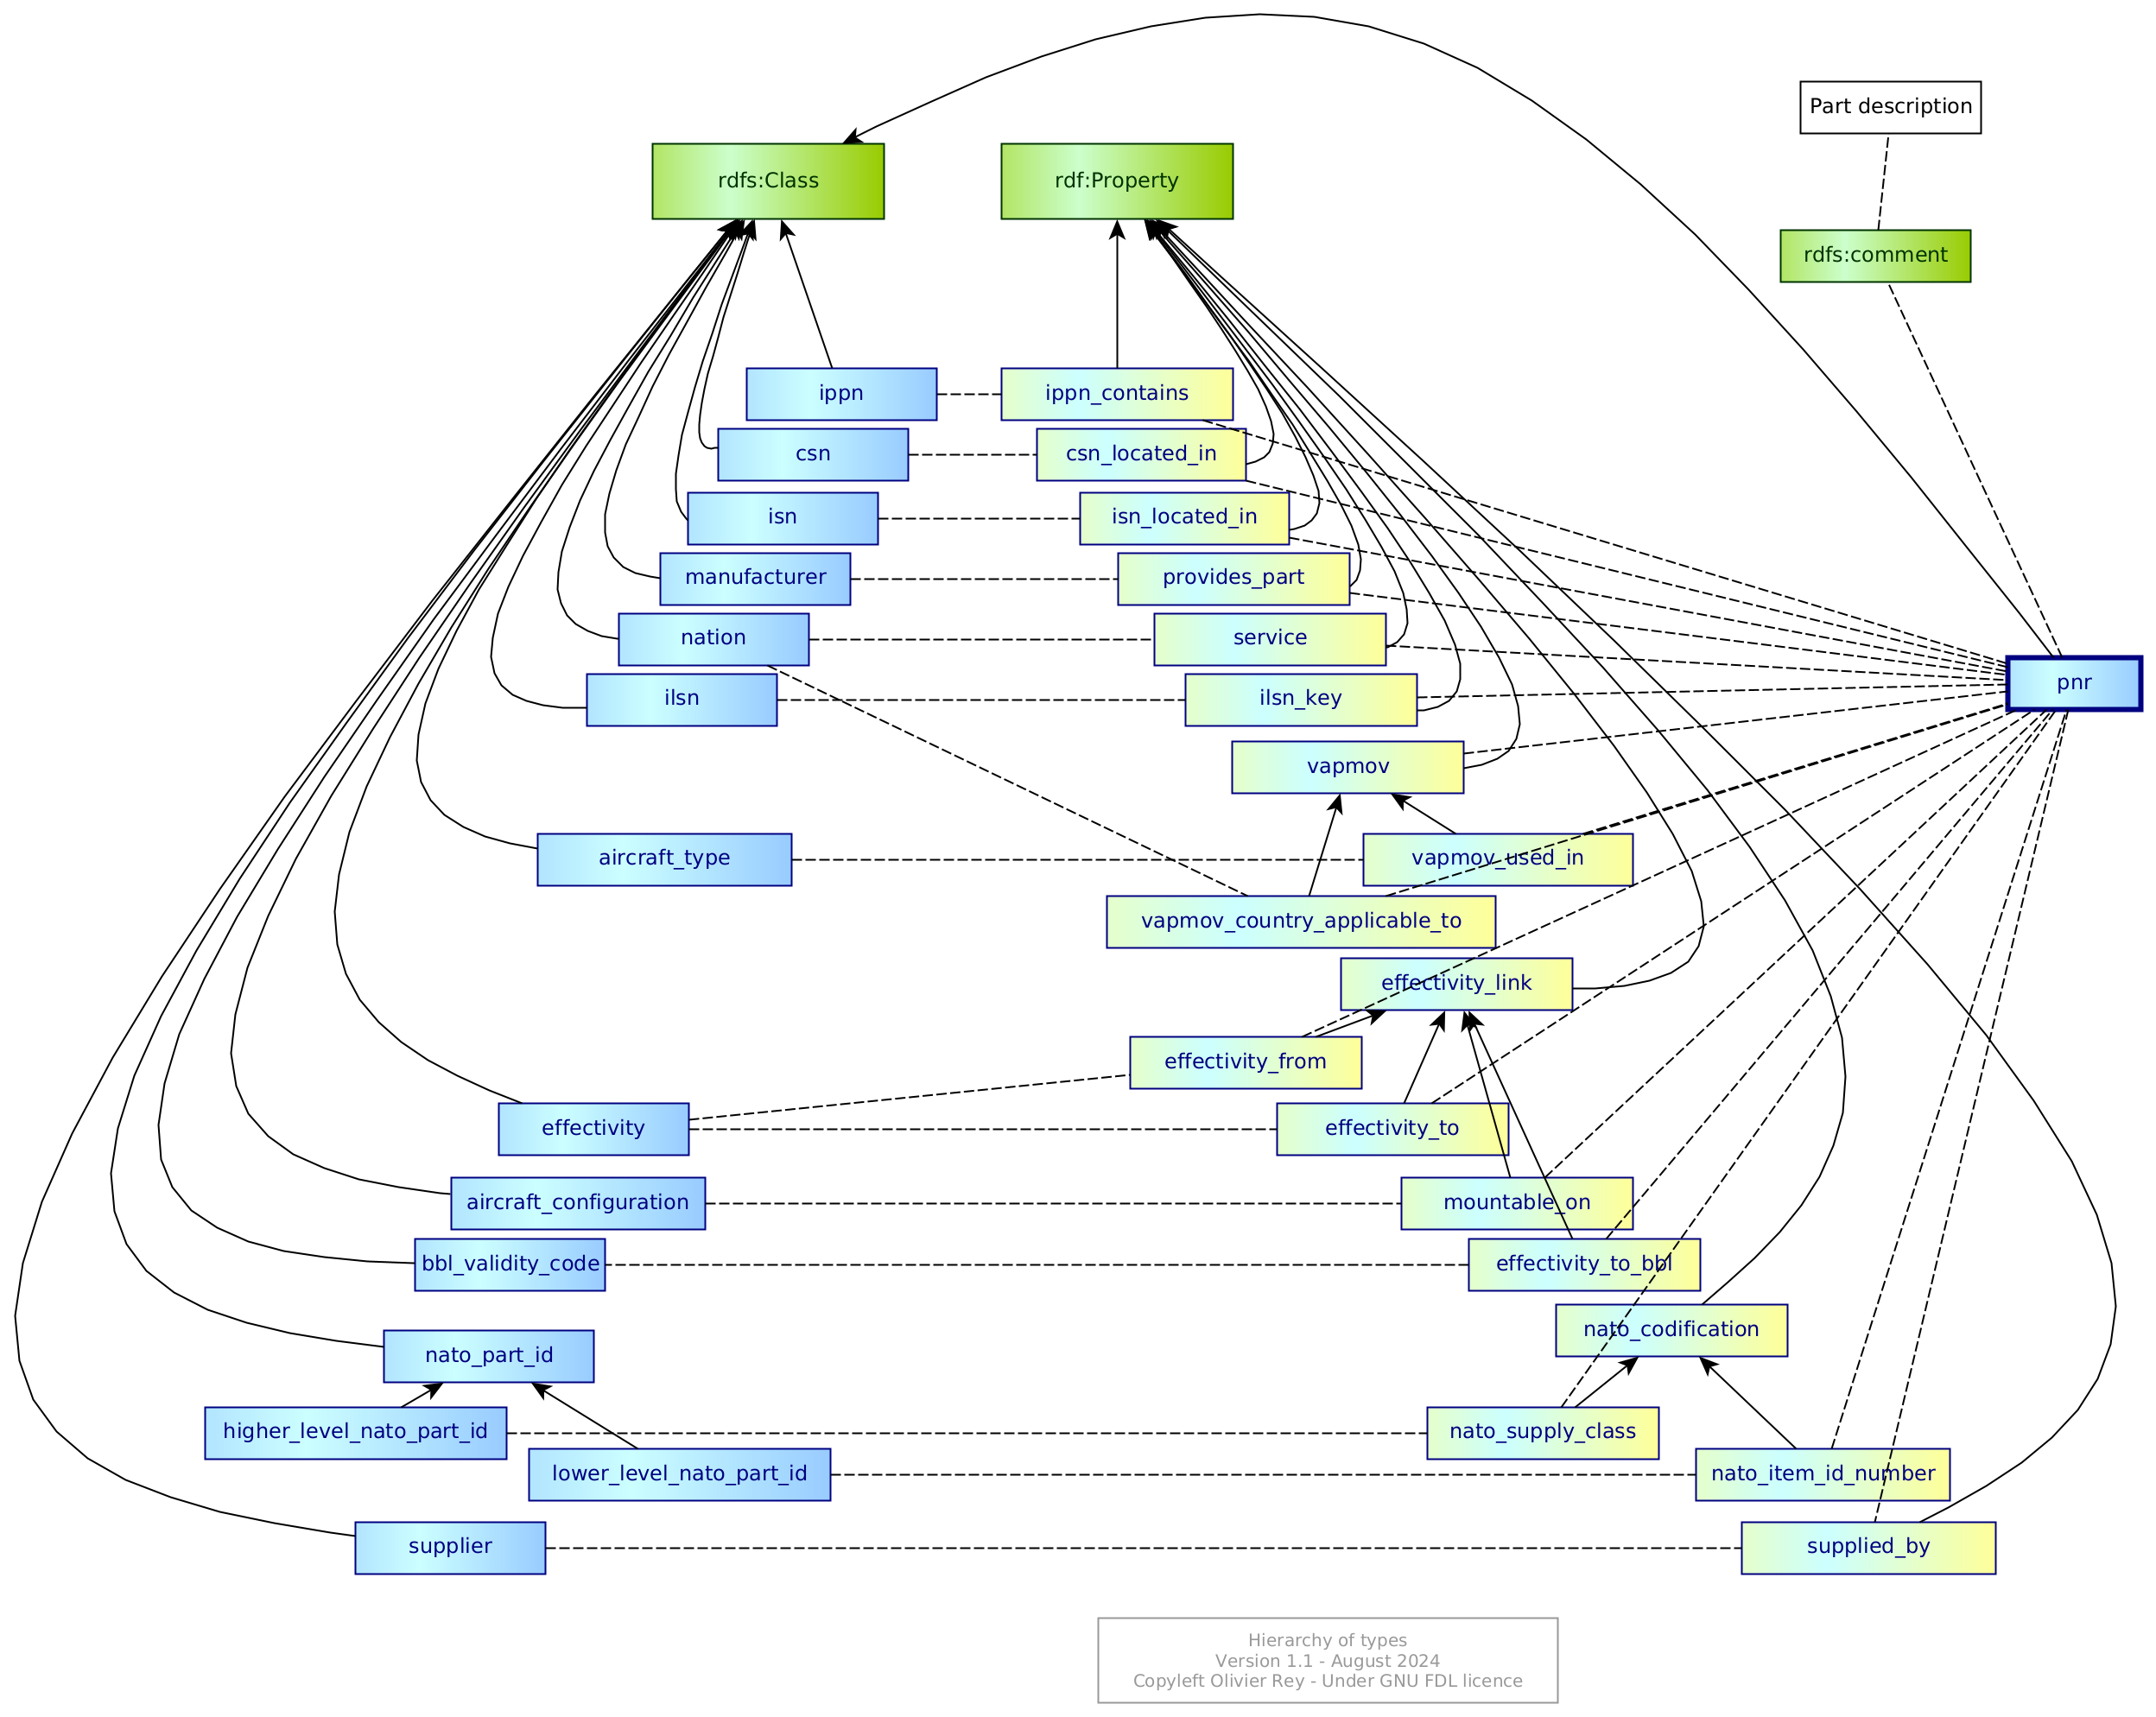 Part description
rdfs:Class
rdf:Property
rdfs:comment
ippn
ippn_contains
csn
csn_located_in
isn
isn_located_in
manufacturer
provides_part
nation
service
pnr
ilsn
ilsn_key
vapmov
aircraft_type
vapmov_used_in
vapmov_country_applicable_to
effectivity_link
effectivity_from
effectivity
effectivity_to
aircraft_configuration
mountable_on
bbl_validity_code
effectivity_to_bbl
nato_codification
nato_part_id
higher_level_nato_part_id
nato_supply_class
lower_level_nato_part_id
nato_item_id_number
supplier
supplied_by
Hierarchy of types
Version 1.1 - August 2024
Copyleft Olivier Rey - Under GNU FDL licence